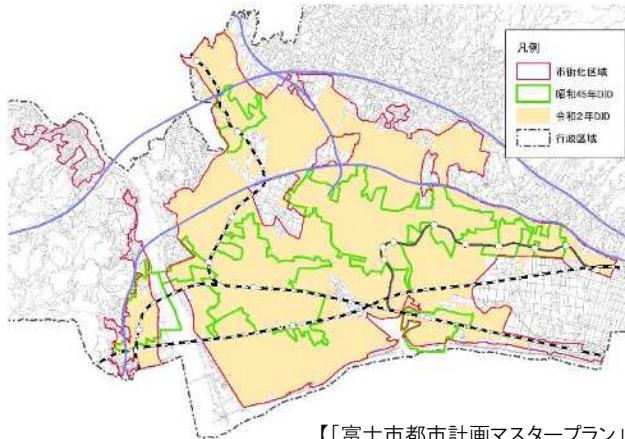 凡例
市街化区域
昭和45年DID
令和2年DID
行政区域
【「富士市都市計画マスタープラン」